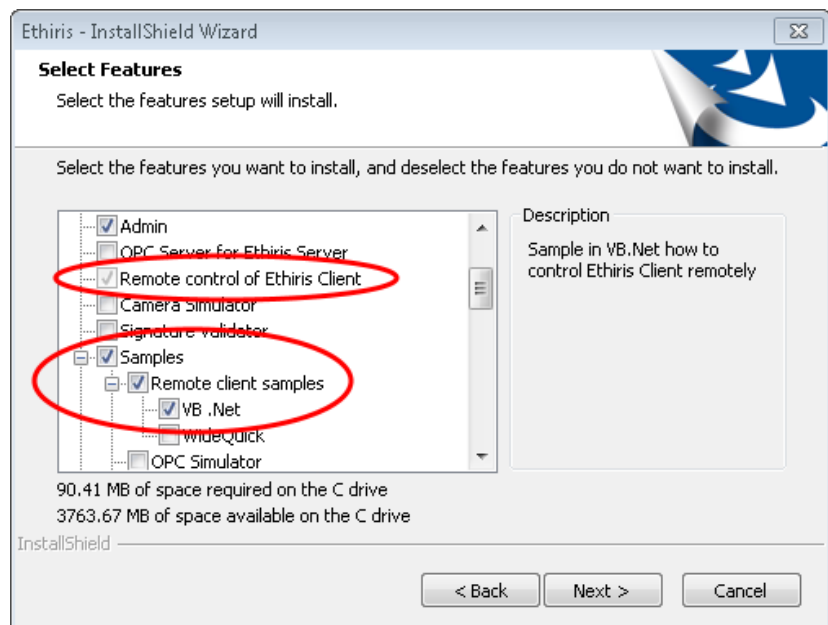 Ethiris - InstallShield Wizard
Select Features
Select the features setup will install.
Select the features you want to install, and deselect the features you do not want to install.
Admin
OPC Server for Ethiris Server
Remote control of Ethiris Client
Camera Simulator
Signature validator
Samples
Remote client samples
VB .Net
WideQuick
OPC Simulator
Description
Sample in VB.Net how to
control Ethiris Client remotely
90.41 MB of space required on the C drive
3763.67 MB of space available on the C drive
InstallShield
< Back Next > Cancel